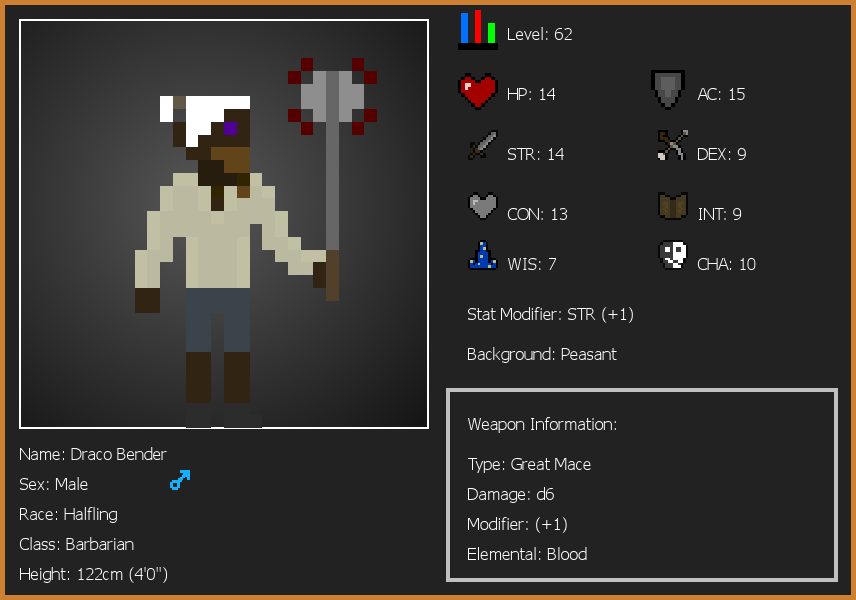 Level: 62
HP: 14
AC: 15
STR: 14
DEX: 9
CON: 13
INT: 9
WIS: 7
CHA: 10
Stat Modifier: STR (+1)
Background: Peasant
Weapon Information:
Type: Great Mace
Damage: d6
Modifier: (+1)
Elemental: Blood
Name: Draco Bender
Sex: Male
Race: Halfling
Class: Barbarian
Height: 122cm (4'0")